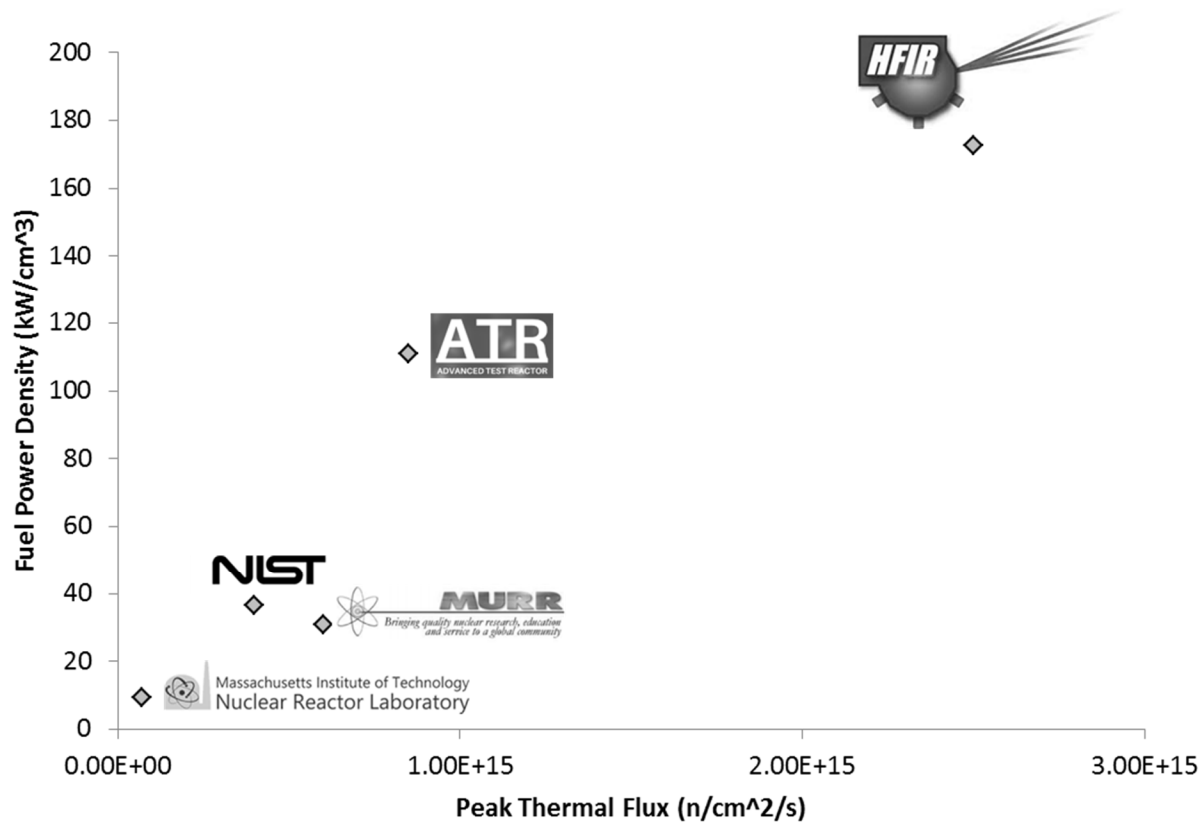 200
180
160
140
120
100
80
60
40
20
0
Fuel Power Density (kW/cm^3)
HFIR
ATR
ADVANCED TEST REACTOR
NIST
MURR
Bringing quality nuclear research, education
and service to a global community
Massachusetts Institute of Technology
Nuclear Reactor Laboratory
0.00E+00 1.00E+15 2.00E+15 3.00E+15
Peak Thermal Flux (n/cm^2/s)